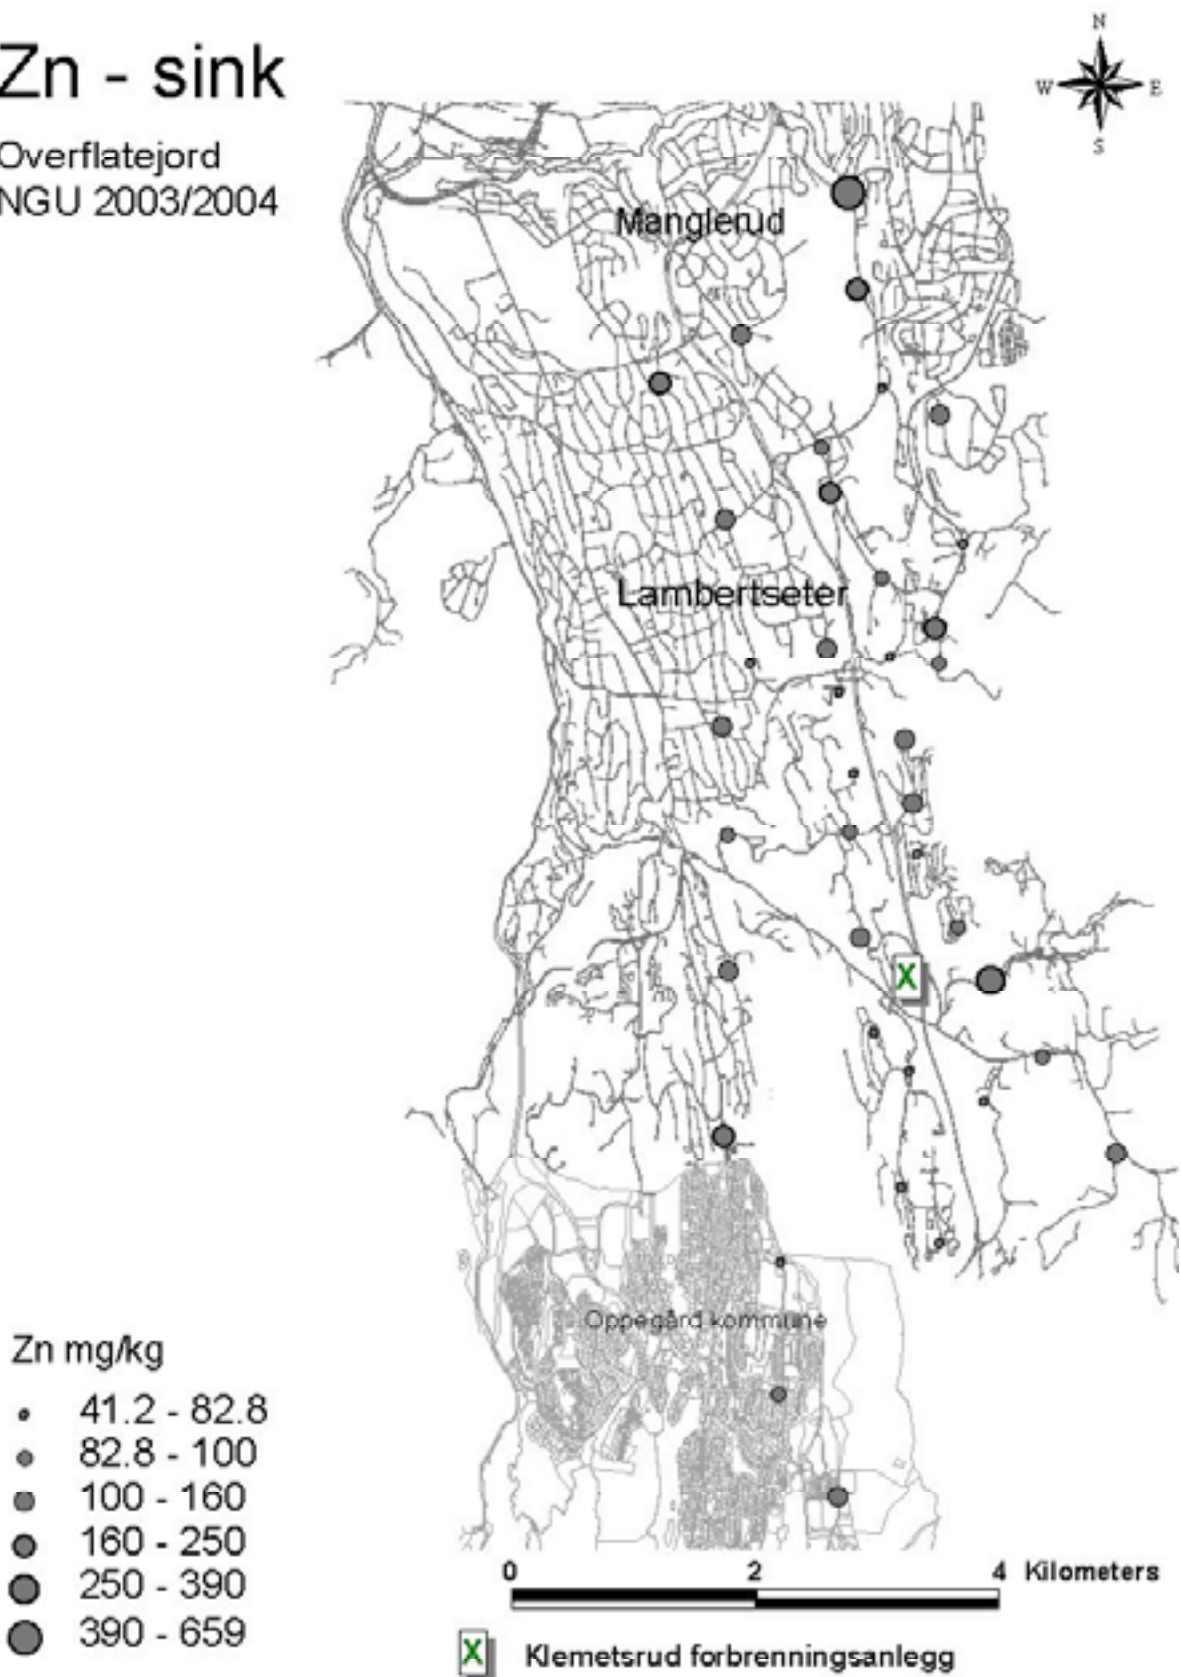 Zn - sink
Overflatejord
NGU 2003/2004
N
W E
S
Manglerud
Lambertseter
X
Oppegård kommune
Zn mg/kg
41.2 - 82.8
82.8 - 100
100 - 160
160 - 250
250 - 390
390 - 659
0 2 4 Kilometers
X Klemetsrud forbrenningsanlegg